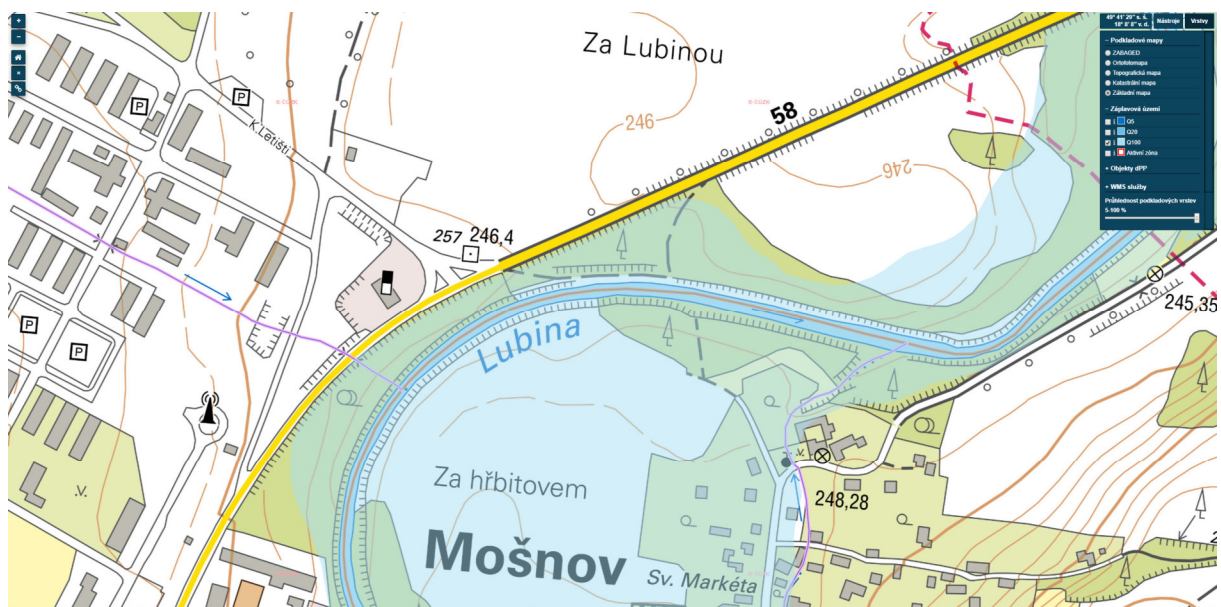 +
−
49° 41' 29" s. š.
18° 8' 8" v. d.
Nástroje
Vrstvy
− Podkladové mapy
ZABAGED
Ortofotomapa
Topografická mapa
Katastrální mapa
Základní mapa
− Záplavová území
Q5
Q20
Q100
Aktivní zóna
+ Objekty dPP
+ WMS služby
Průhlednost podkladových vrstev
5-100 %
Za Lubinou
58
246
246
P
P
K Letišti
© ČÚZK
© ČÚZK
257 246,4
Lubina
245,35
P
P
Za hřbitovem
248,28
Mošnov
Sv. Markéta